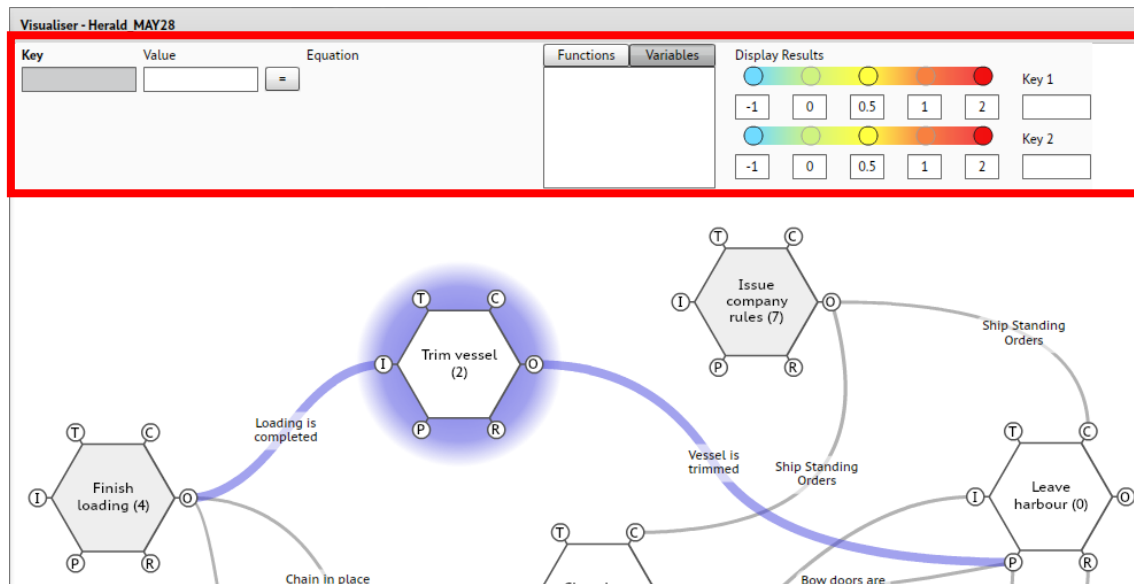 Visualiser - Herald_MAY28
Key
Value
Equation
Functions
Variables
Display Results
=
Key 1
-1
0
0.5
1
2
Key 2
-1
0
0.5
1
2
T
C
Issue
company
rules (7)
I
O
P
R
Ship Standing
Orders
T
C
Trim vessel
(2)
I
O
P
R
Loading is
completed
Vessel is
trimmed
Ship Standing
Orders
T
C
Finish
loading (4)
I
O
P
R
T
C
Leave
harbour (0)
I
O
P
R
T
C
Chain in place
Bow doors are